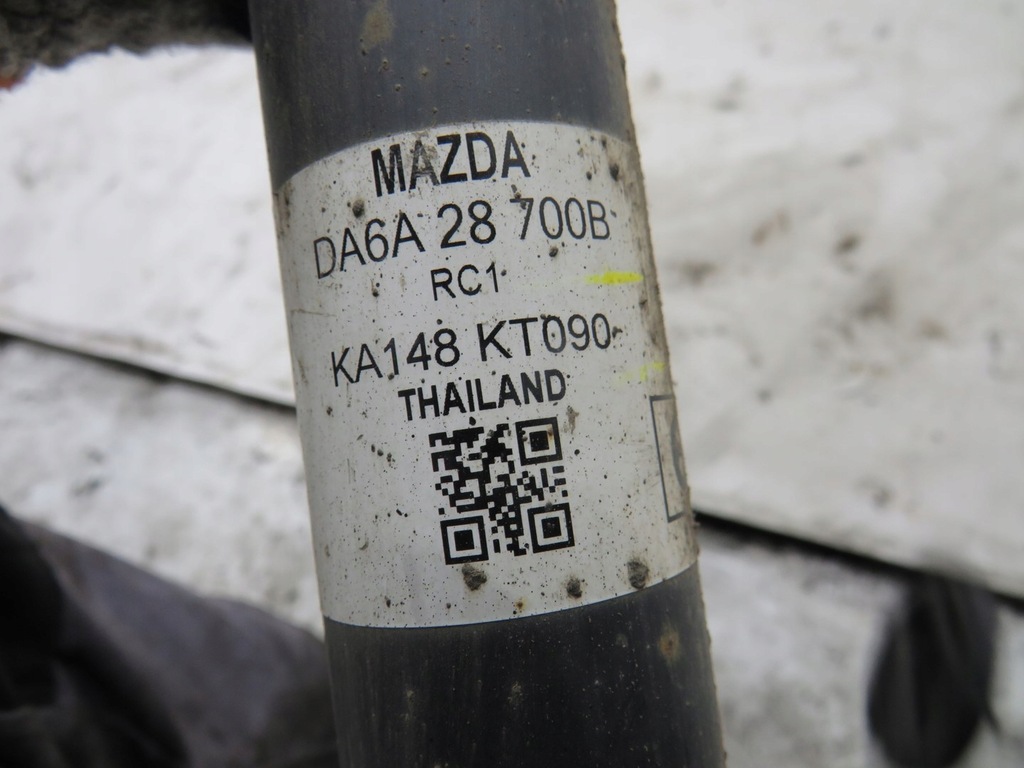 MAZDA
DA6A 28 700B
RC1
KA148 KT090
THAILAND